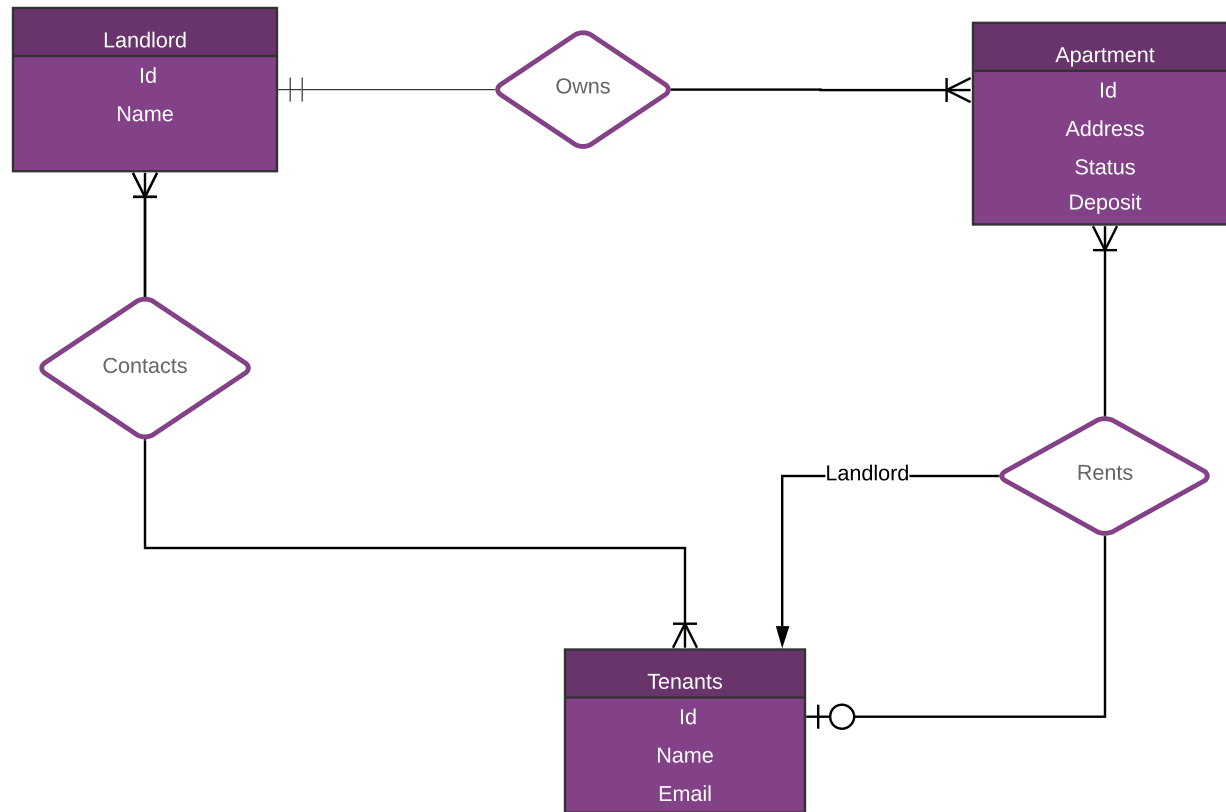 Landlord
Id
Name
Owns
Apartment
Id
Address
Status
Deposit
Contacts
Landlord
Rents
Tenants
Id
Name
Email